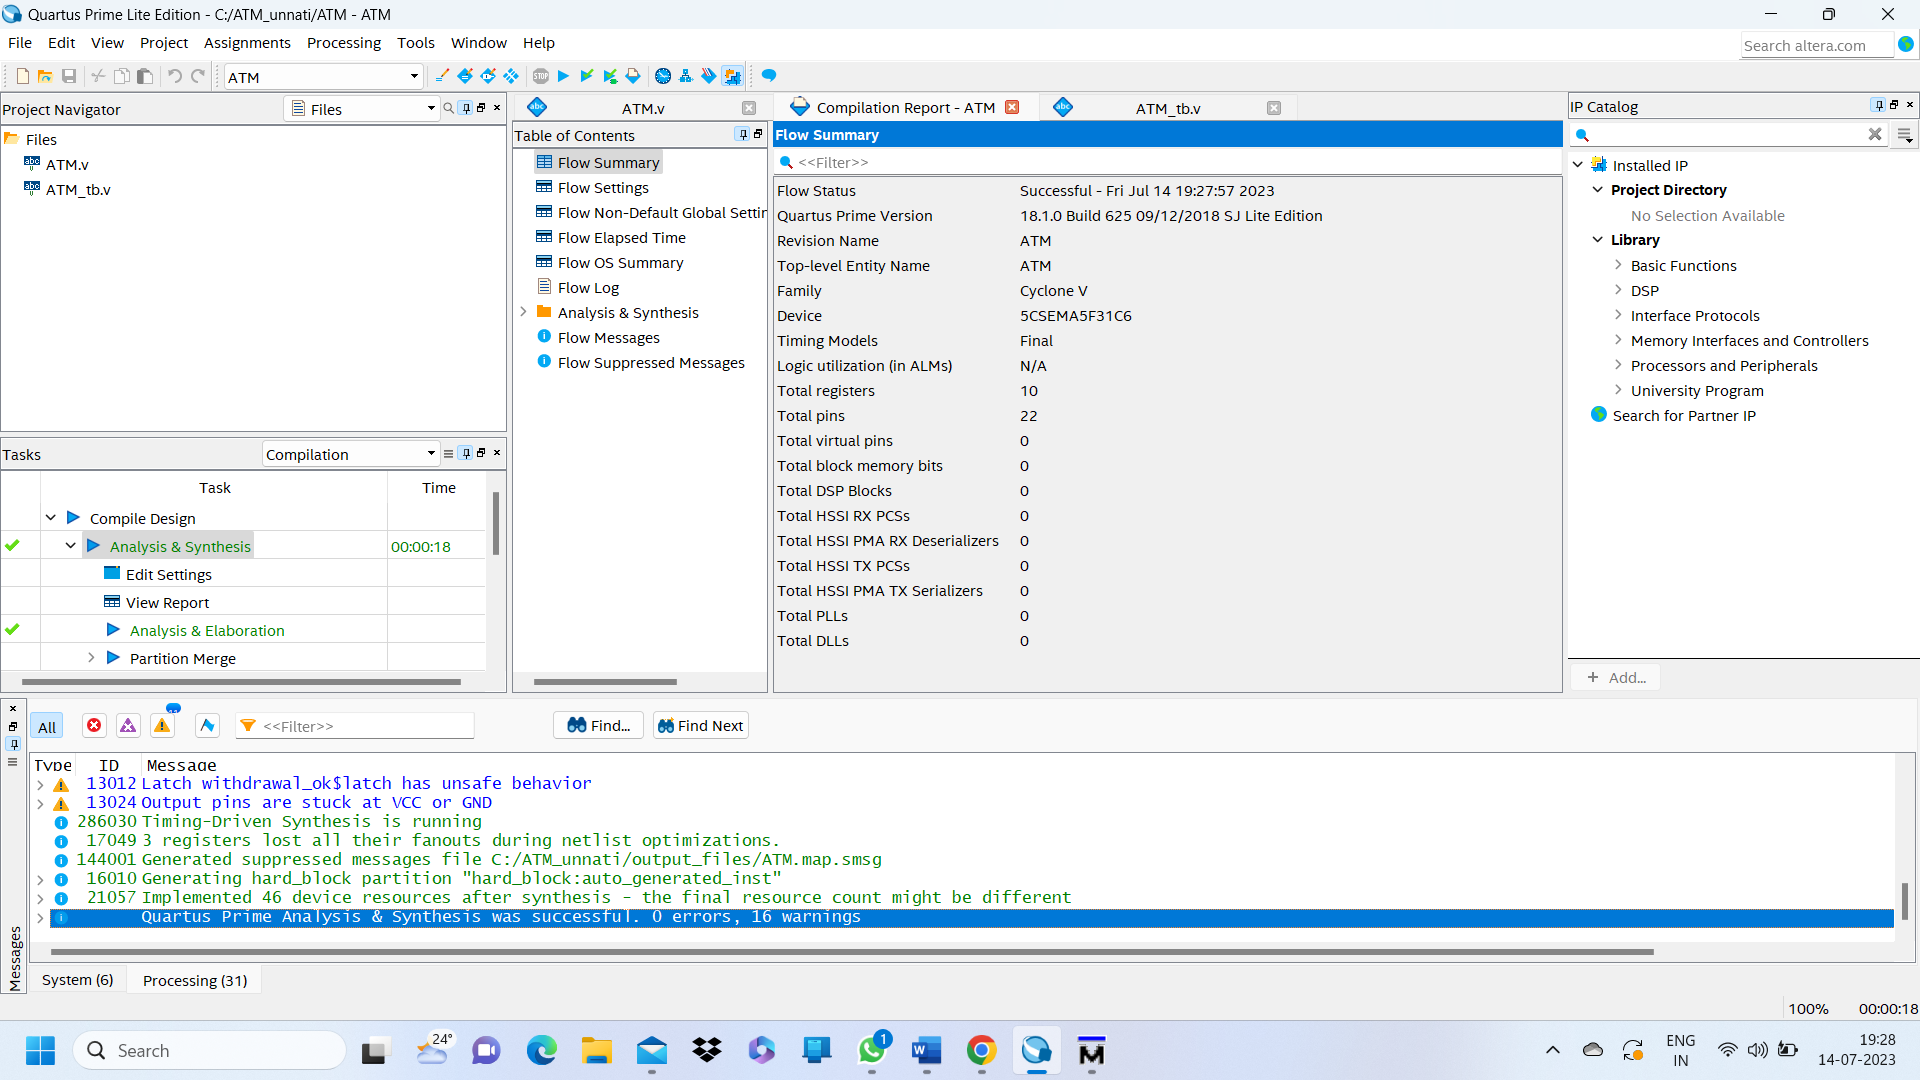 Quartus Prime Lite Edition - C:/ATM_unnati/ATM - ATM
File Edit View Project Assignments Processing Tools Window Help
Search altera.com
ATM
Project Navigator Files
Files
ATM.v
ATM_tb.v
Tasks Compilation
Task Time
Compile Design
Analysis & Synthesis 00:00:18
Edit Settings
View Report
Analysis & Elaboration
Partition Merge
ATM.v Compilation Report - ATM ATM_tb.v
Table of Contents
Flow Summary
Flow Settings
Flow Non-Default Global Settin
Flow Elapsed Time
Flow OS Summary
Flow Log
Analysis & Synthesis
Flow Messages
Flow Suppressed Messages
Flow Summary
<<Filter>>
Flow Status Successful - Fri Jul 14 19:27:57 2023
Quartus Prime Version 18.1.0 Build 625 09/12/2018 SJ Lite Edition
Revision Name ATM
Top-level Entity Name ATM
Family Cyclone V
Device 5CSEMA5F31C6
Timing Models Final
Logic utilization (in ALMs) N/A
Total registers 10
Total pins 22
Total virtual pins 0
Total block memory bits 0
Total DSP Blocks 0
Total HSSI RX PCSs 0
Total HSSI PMA RX Deserializers 0
Total HSSI TX PCSs 0
Total HSSI PMA TX Serializers 0
Total PLLs 0
Total DLLs 0
IP Catalog
Installed IP
Project Directory
No Selection Available
Library
Basic Functions
DSP
Interface Protocols
Memory Interfaces and Controllers
Processors and Peripherals
University Program
Search for Partner IP
+ Add...
All <<Filter>> Find... Find Next
Type ID Message
13012 Latch withdrawal_ok$latch has unsafe behavior
13024 Output pins are stuck at VCC or GND
286030 Timing-Driven Synthesis is running
17049 3 registers lost all their fanouts during netlist optimizations.
144001 Generated suppressed messages file C:/ATM_unnati/output_files/ATM.map.smsg
16010 Generating hard_block partition "hard_block:auto_generated_inst"
21057 Implemented 46 device resources after synthesis - the final resource count might be different
Quartus Prime Analysis & Synthesis was successful. 0 errors, 16 warnings
Messages
System (6) Processing (31)
100% 00:00:18
Search
24°
1
ENG
IN
19:28
14-07-2023